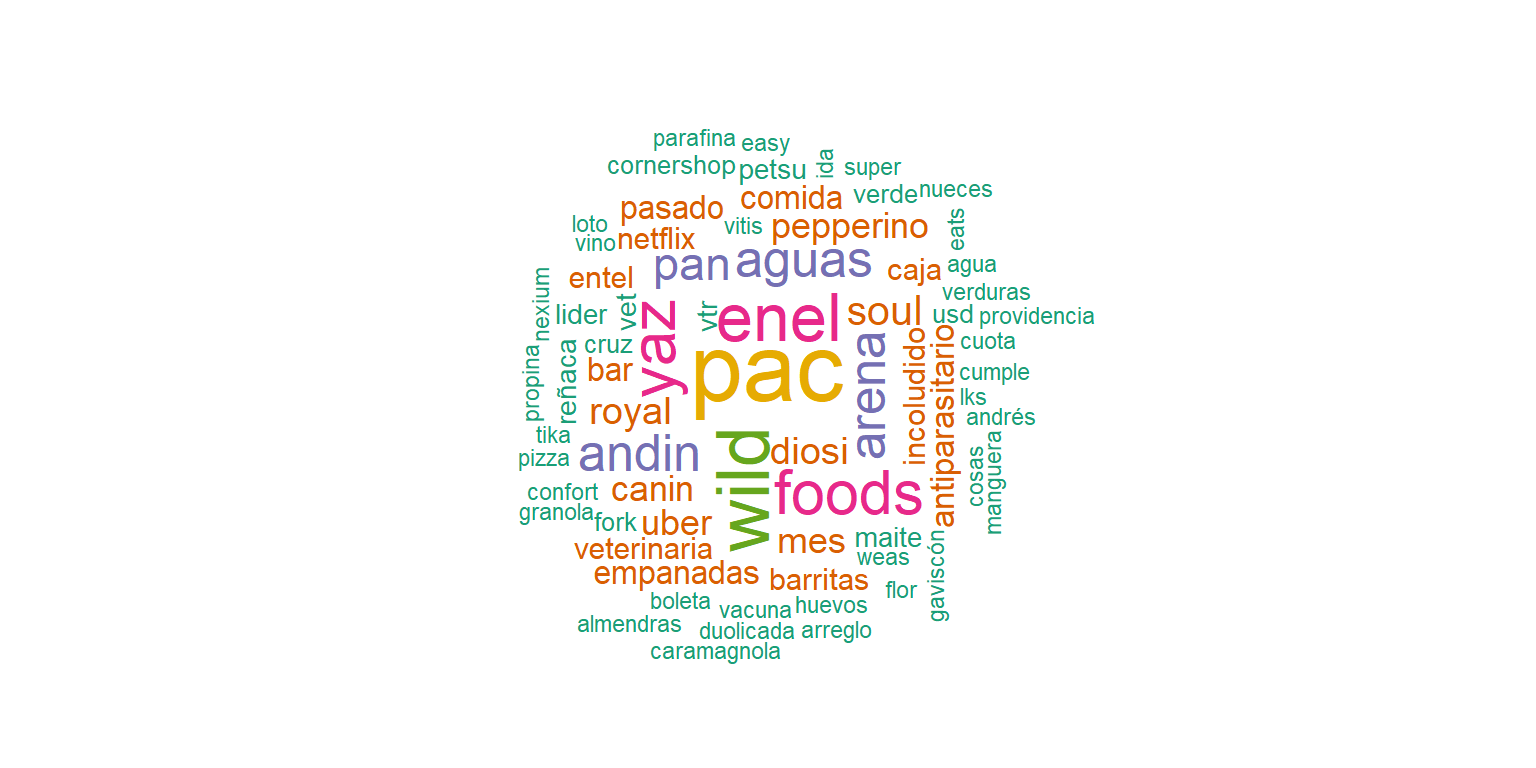 parafina
easy
cornershop
petsu
ida
super
pasado
comida
verde
nueces
loto
vino
netflix
vitis
pepperino
eats
entel
pan
aguas
caja
agua
nexium
lider
vet
yaz
vtr
enel
soul
verduras
usd
providencia
cruz
bar
pac
arena
incoludido
antiparasitario
cuota
cumple
propina
reñaca
royal
lks
andrés
tika
pizza
andin
wild
diosi
cosas
manguera
confort
granola
canin
foods
fork
uber
mes
maite
veterinaria
weas
empanadas
barritas
flor
gaviscón
boleta
vacuna
huevos
almendras
duolicada
arreglo
caramagnola